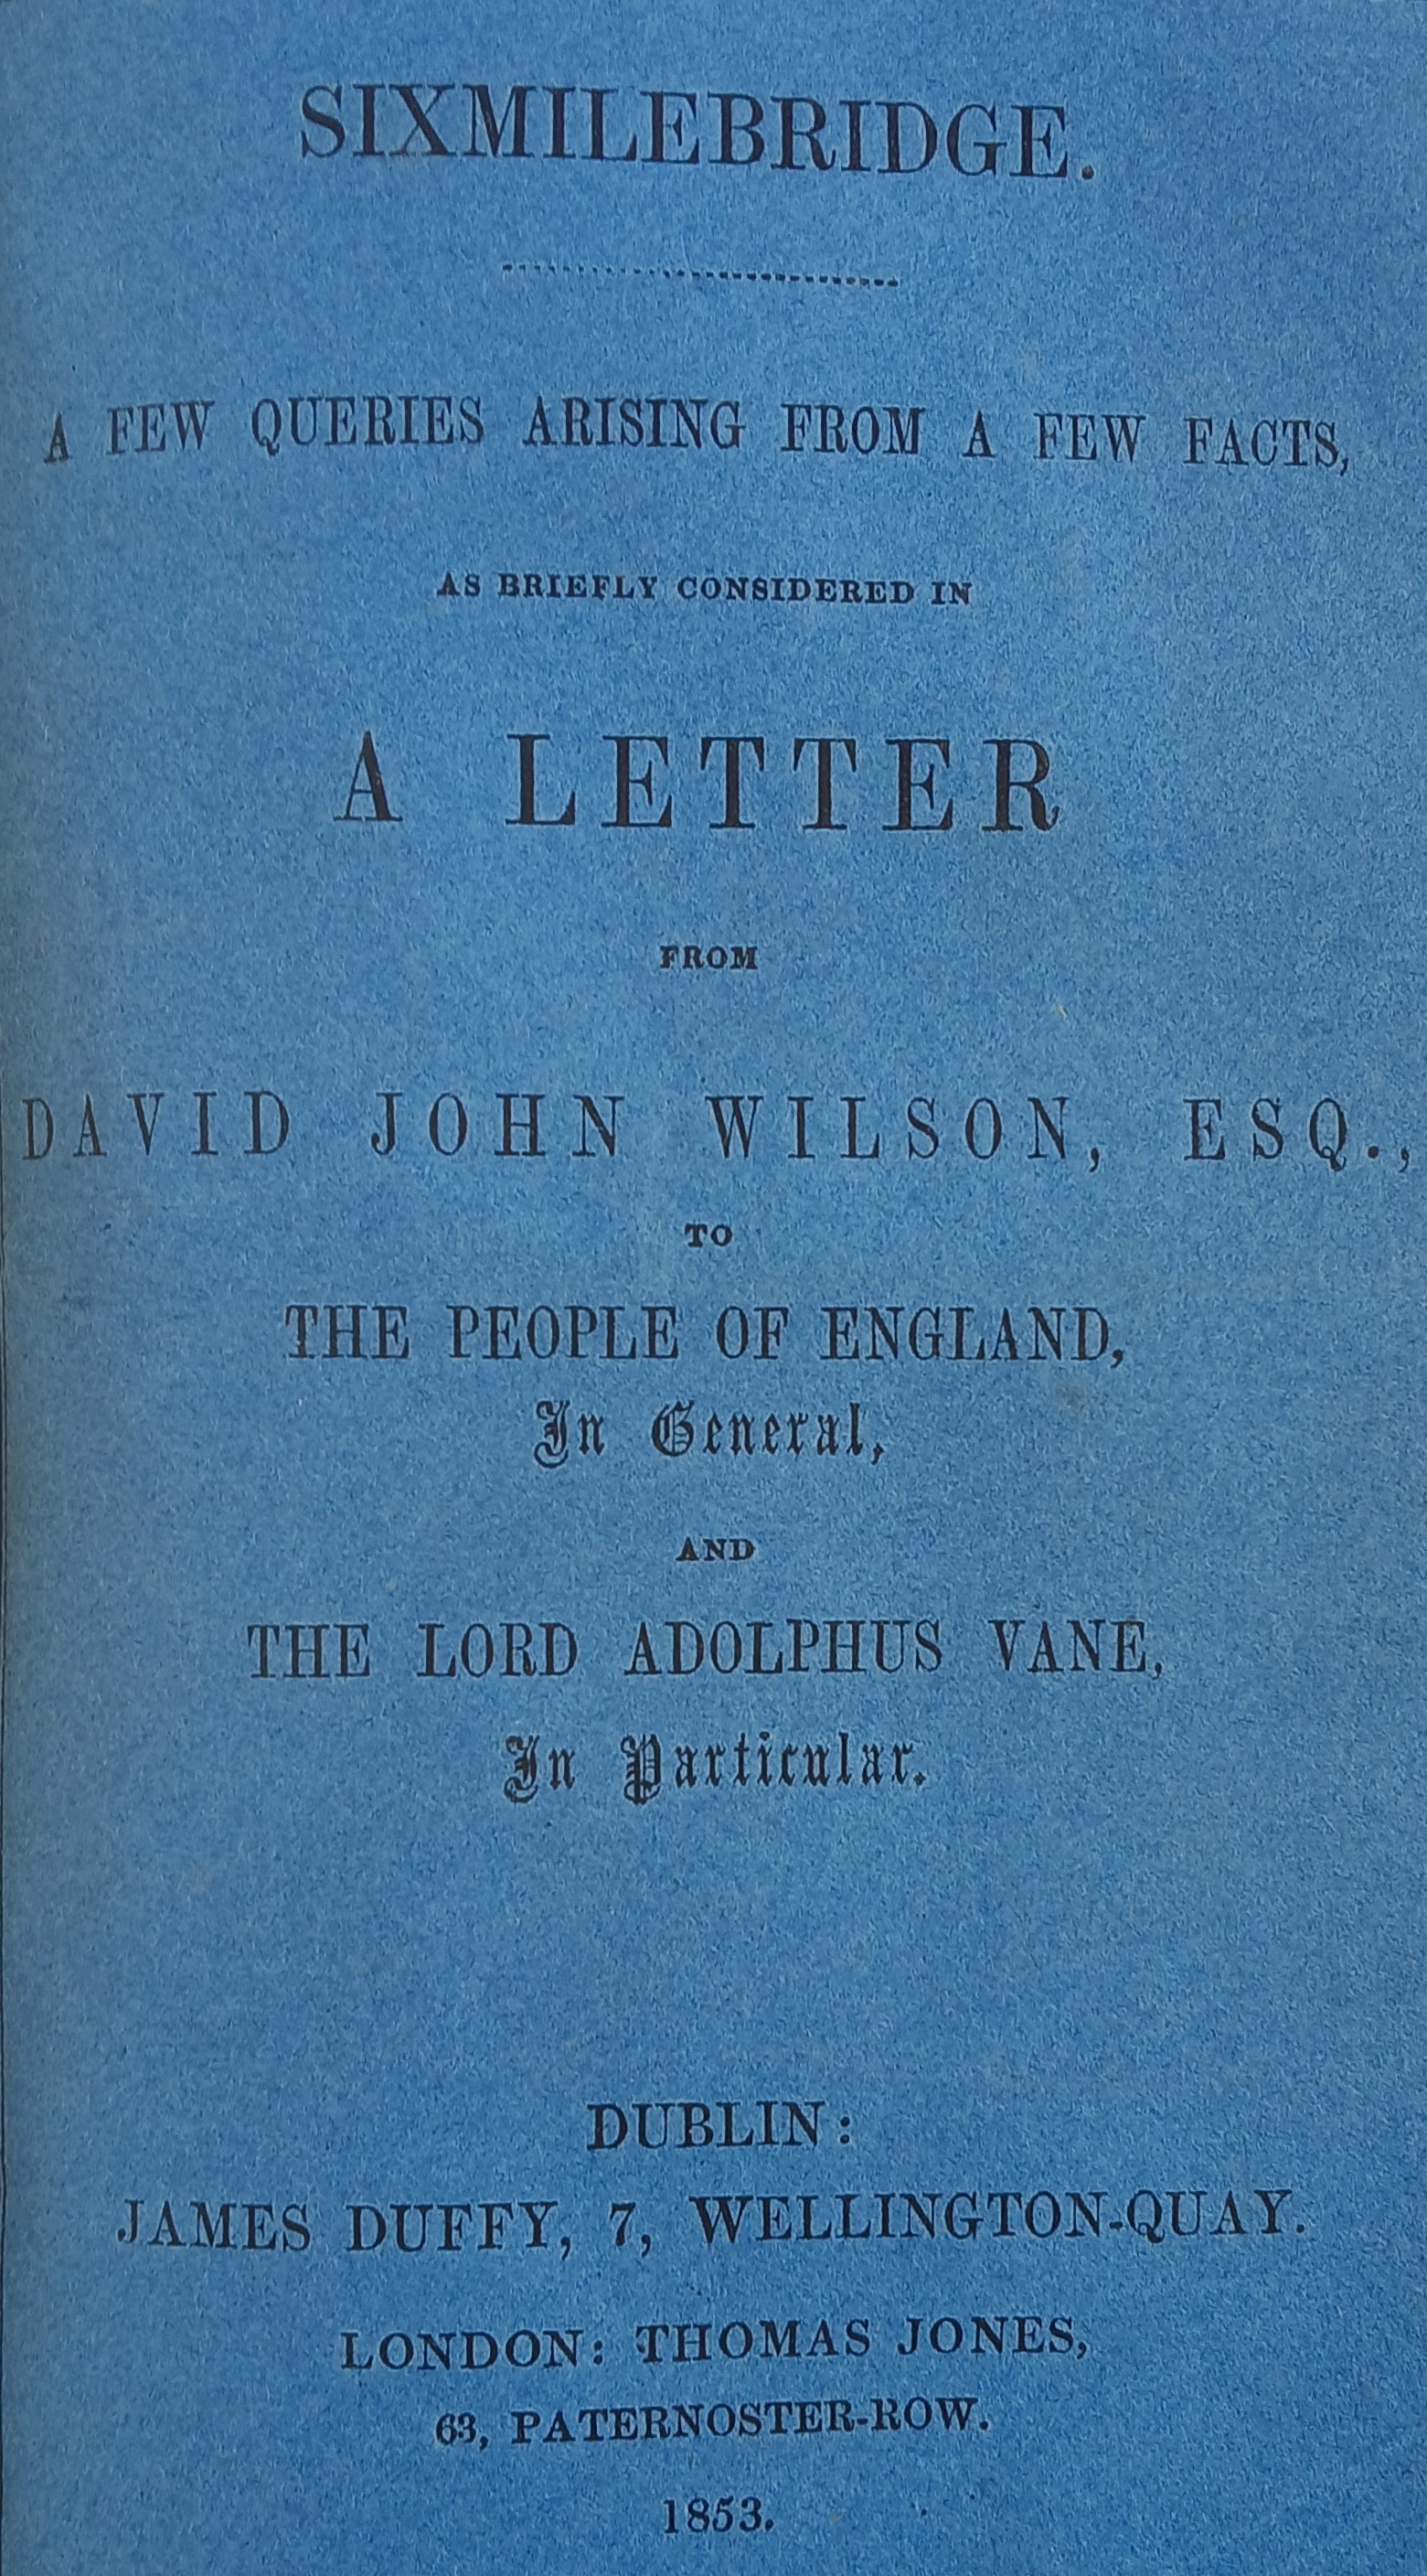 SIXMILEBRIDGE.
A FEW QUERIES ARISING FROM A FEW FACTS,
AS BRIEFLY CONSIDERED IN
A LETTER
FROM
DAVID JOHN WILSON, ESQ.,
TO
THE PEOPLE OF ENGLAND,
In General,
AND
THE LORD ADOLPHUS VANE,
In Particular.
DUBLIN:
JAMES DUFFY, 7, WELLINGTON-QUAY.
LONDON: THOMAS JONES,
63, PATERNOSTER-ROW.
1853.